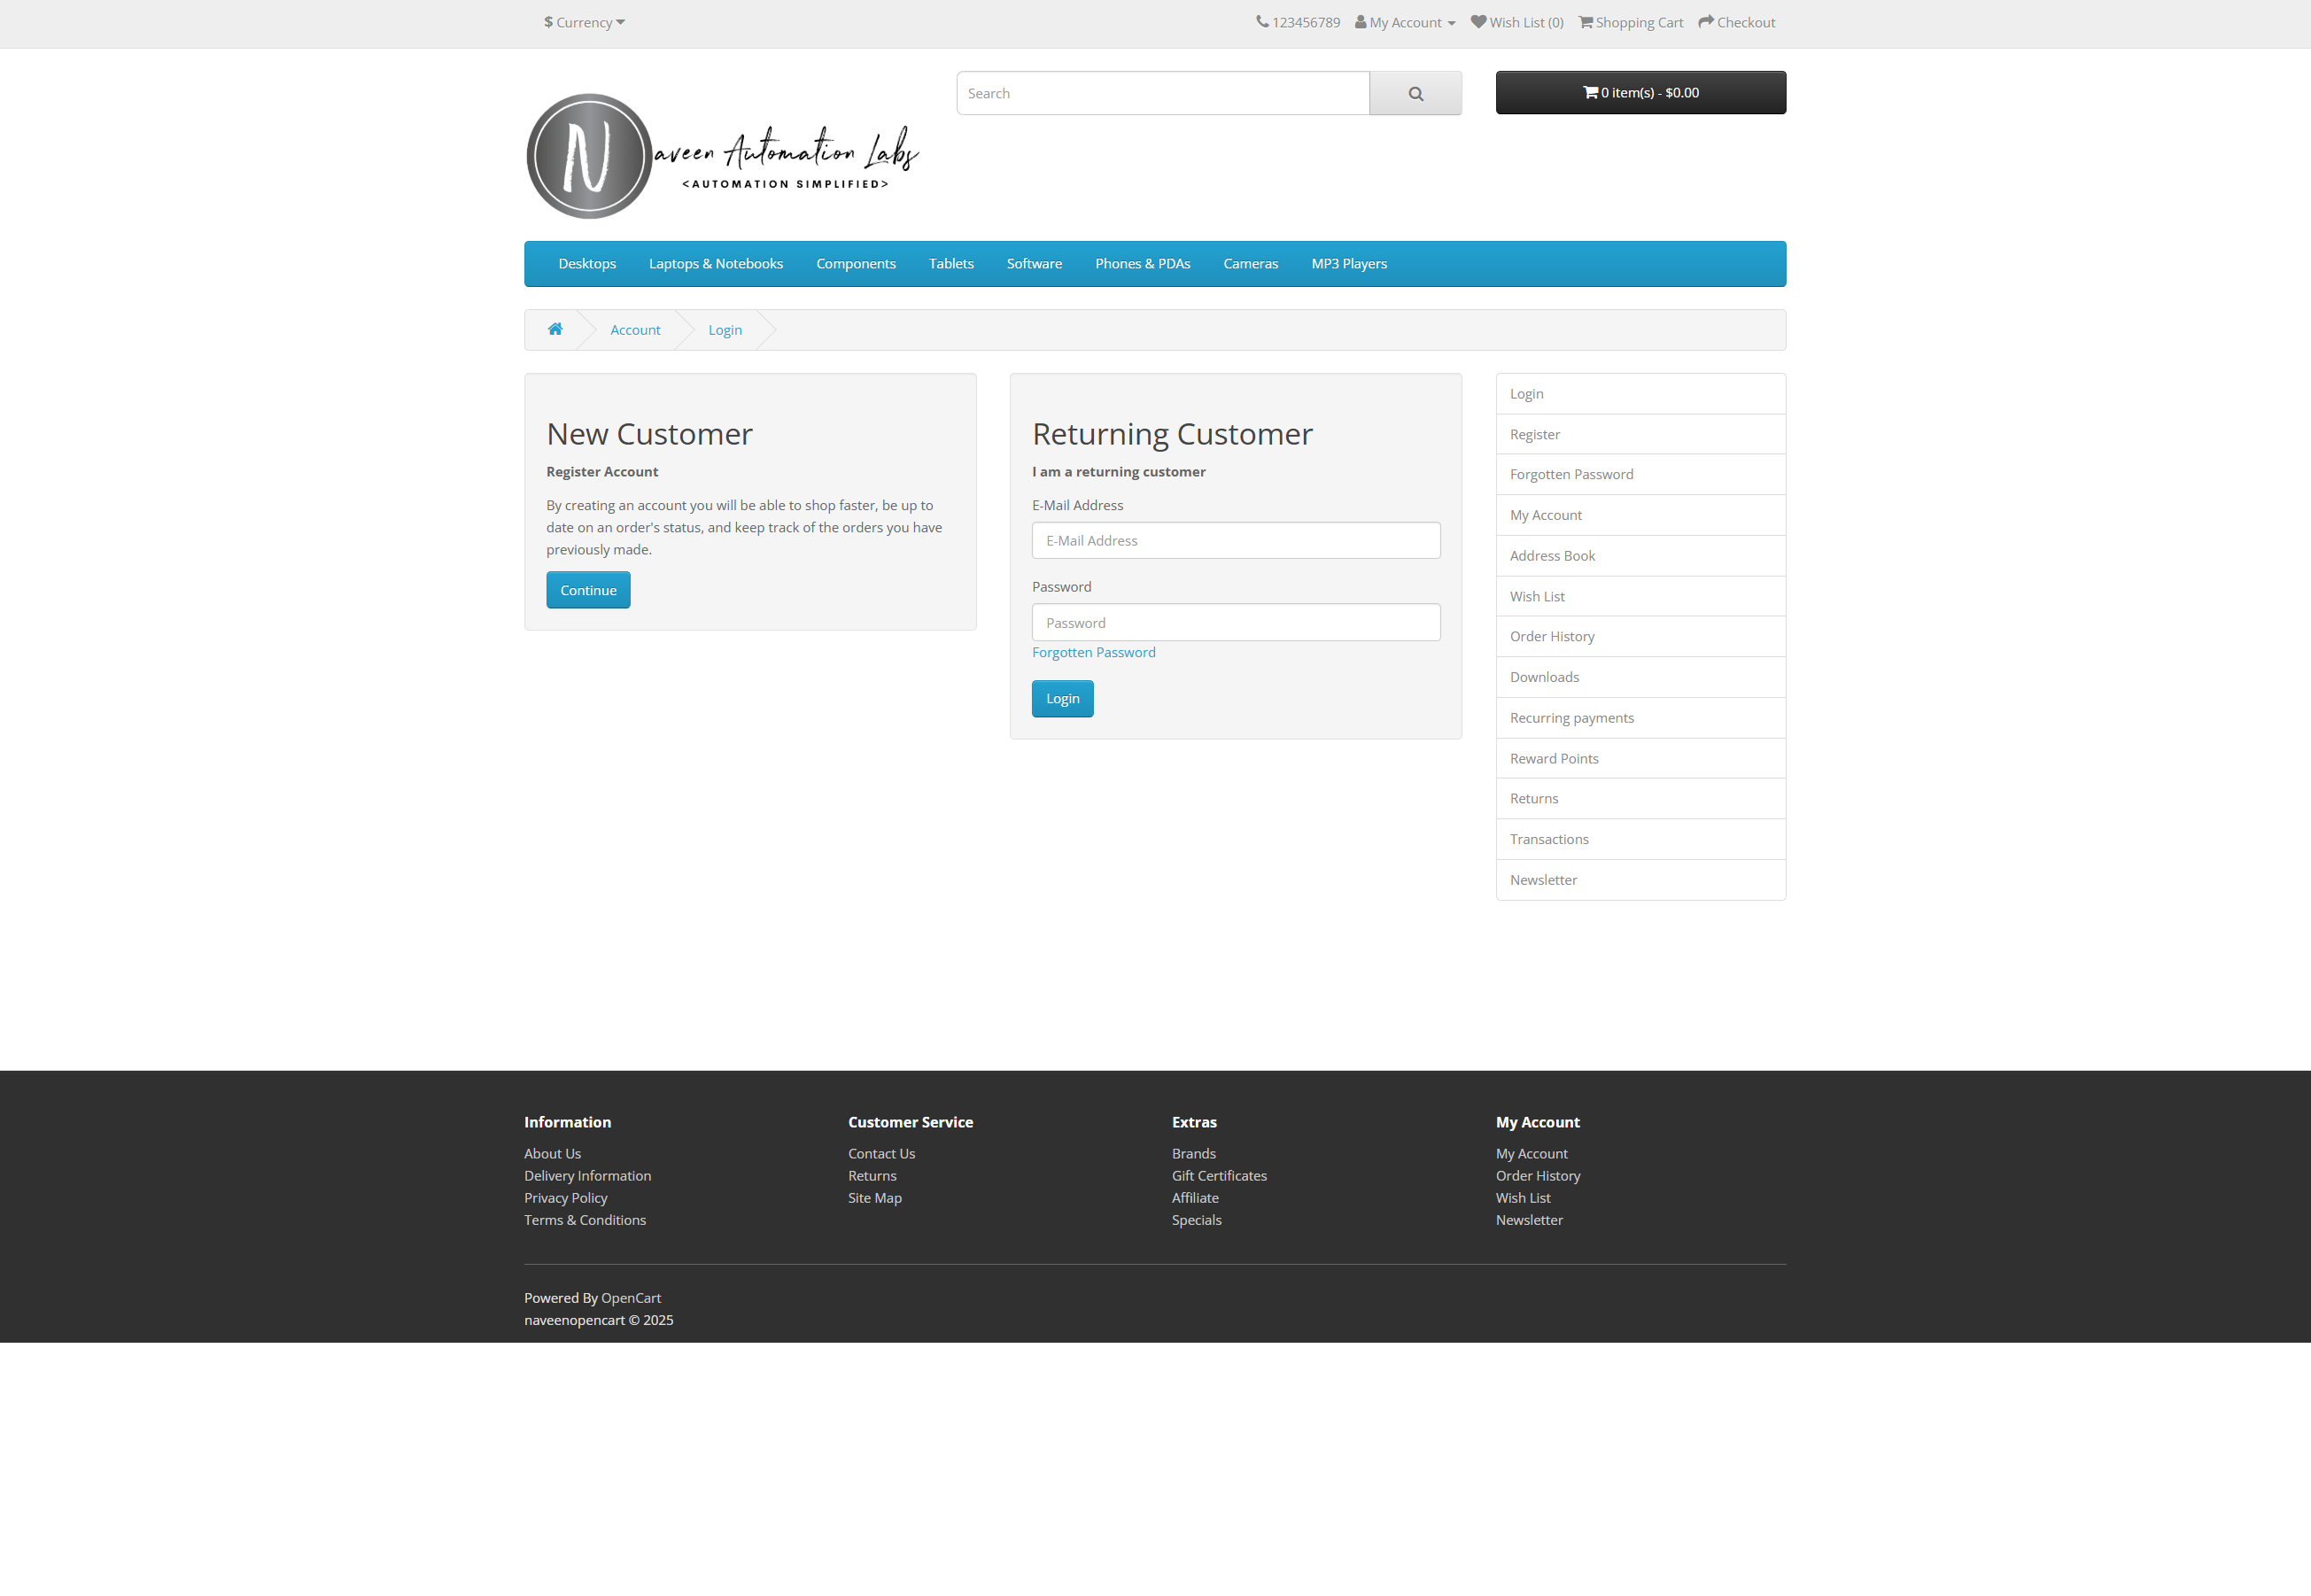 $ Currency
123456789 My Account Wish List (0) Shopping Cart Checkout
N
aveen Automation Labs
<AUTOMATION SIMPLIFIED>
Search
0 item(s) - $0.00
Desktops Laptops & Notebooks Components Tablets Software Phones & PDAs Cameras MP3 Players
Account Login
New Customer
Register Account
By creating an account you will be able to shop faster, be up to
date on an order's status, and keep track of the orders you have
previously made.
Continue
Returning Customer
I am a returning customer
E-Mail Address
E-Mail Address
Password
Password
Forgotten Password
Login
Login
Register
Forgotten Password
My Account
Address Book
Wish List
Order History
Downloads
Recurring payments
Reward Points
Returns
Transactions
Newsletter
Information
About Us
Delivery Information
Privacy Policy
Terms & Conditions
Customer Service
Contact Us
Returns
Site Map
Extras
Brands
Gift Certificates
Affiliate
Specials
My Account
My Account
Order History
Wish List
Newsletter
Powered By OpenCart
naveenopencart © 2025